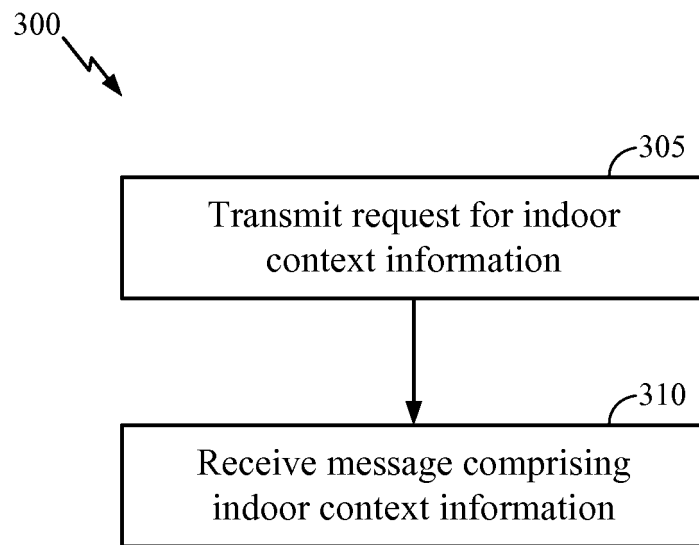 300
305
Transmit request for indoor
context information
310
Receive message comprising
indoor context information